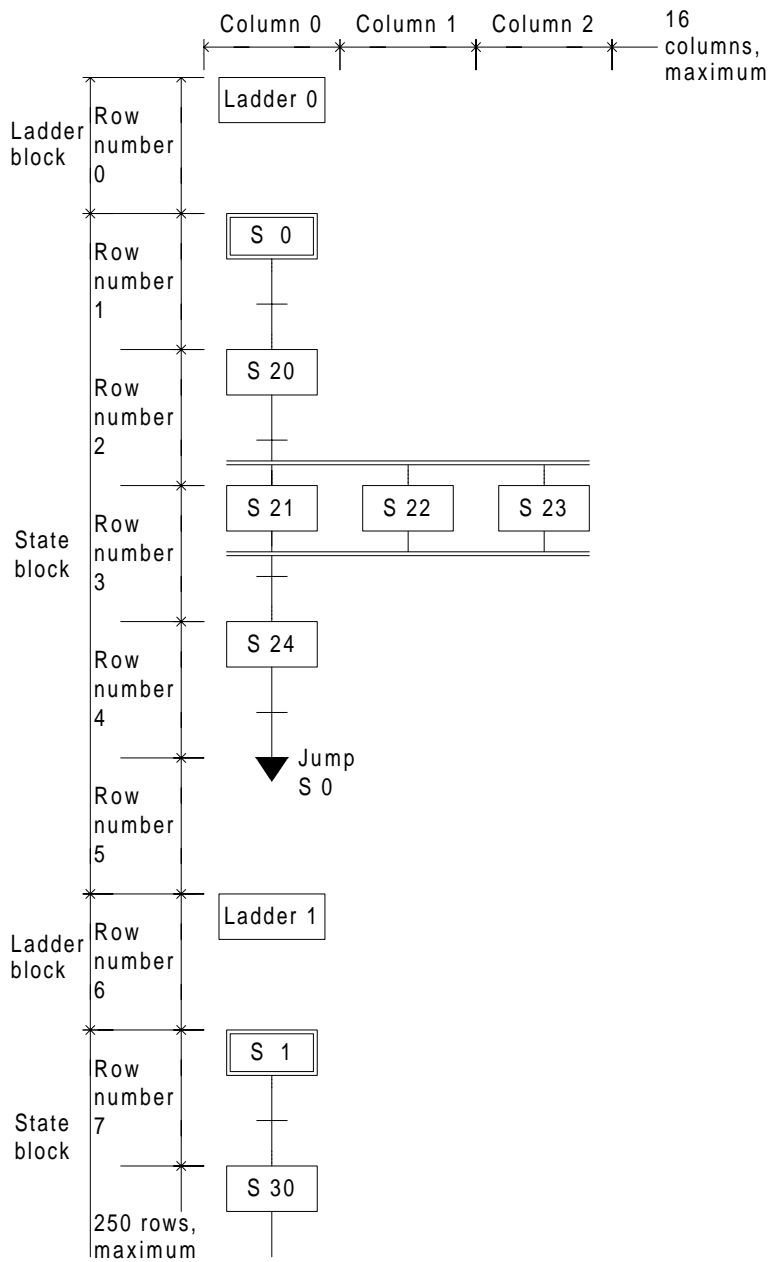 Column 0 Column 1 Column 2 16
columns,
maximum
Ladder 0
Ladder
block
Row
number
0
S 0
Row
number
1
S 20
Row
number
2
S 21 S 22 S 23
State
block
Row
number
3
S 24
Row
number
4
Jump
S 0
Row
number
5
Ladder 1
Ladder
block
Row
number
6
S 1
Row
number
7
State
block
S 30
250 rows,
maximum